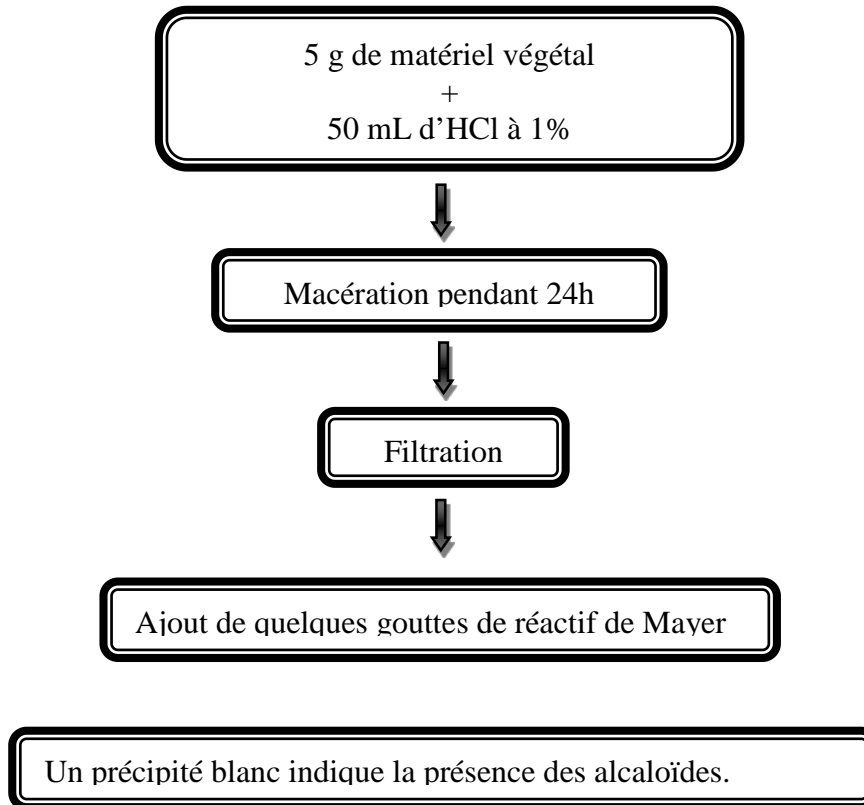 5 g de matériel végétal
+
50 mL d’HCl à 1%
Macération pendant 24h
Filtration
Ajout de quelques gouttes de réactif de Mayer
Un précipité blanc indique la présence des alcaloïdes.